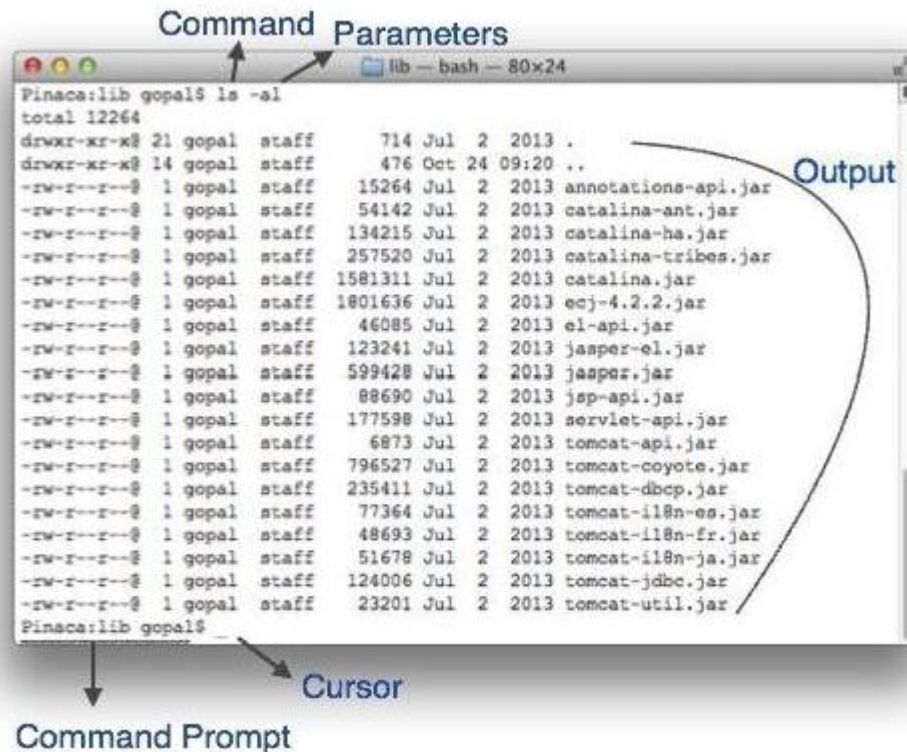 Command Parameters
lib — bash — 80×24
Pinaca:lib gopal$ ls -al
total 12264
drwxr-xr-x@ 21 gopal staff 714 Jul 2 2013 .
drwxr-xr-x@ 14 gopal staff 476 Oct 24 09:20 ..
Output
-rw-r--r--@ 1 gopal staff 15264 Jul 2 2013 annotations-api.jar
-rw-r--r--@ 1 gopal staff 54142 Jul 2 2013 catalina-ant.jar
-rw-r--r--@ 1 gopal staff 134215 Jul 2 2013 catalina-ha.jar
-rw-r--r--@ 1 gopal staff 257520 Jul 2 2013 catalina-tribes.jar
-rw-r--r--@ 1 gopal staff 1581311 Jul 2 2013 catalina.jar
-rw-r--r--@ 1 gopal staff 1801636 Jul 2 2013 ecj-4.2.2.jar
-rw-r--r--@ 1 gopal staff 46085 Jul 2 2013 el-api.jar
-rw-r--r--@ 1 gopal staff 123241 Jul 2 2013 jasper-el.jar
-rw-r--r--@ 1 gopal staff 599428 Jul 2 2013 jasper.jar
-rw-r--r--@ 1 gopal staff 88690 Jul 2 2013 jsp-api.jar
-rw-r--r--@ 1 gopal staff 177598 Jul 2 2013 servlet-api.jar
-rw-r--r--@ 1 gopal staff 6873 Jul 2 2013 tomcat-api.jar
-rw-r--r--@ 1 gopal staff 796527 Jul 2 2013 tomcat-coyote.jar
-rw-r--r--@ 1 gopal staff 235411 Jul 2 2013 tomcat-dbcp.jar
-rw-r--r--@ 1 gopal staff 77364 Jul 2 2013 tomcat-i18n-es.jar
-rw-r--r--@ 1 gopal staff 48693 Jul 2 2013 tomcat-i18n-fr.jar
-rw-r--r--@ 1 gopal staff 51678 Jul 2 2013 tomcat-i18n-ja.jar
-rw-r--r--@ 1 gopal staff 124006 Jul 2 2013 tomcat-jdbc.jar
-rw-r--r--@ 1 gopal staff 23201 Jul 2 2013 tomcat-util.jar
Pinaca:lib gopal$ _
Cursor
Command Prompt